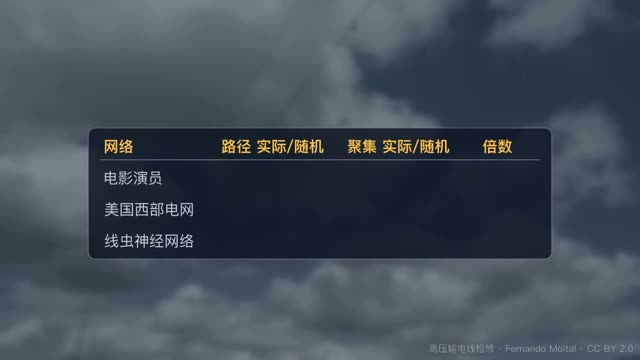 网络 路径 实际/随机 聚集 实际/随机 倍数
电影演员
美国西部电网
线虫神经网络
高压输电线检修 · Fernando Moital · CC BY 2.0